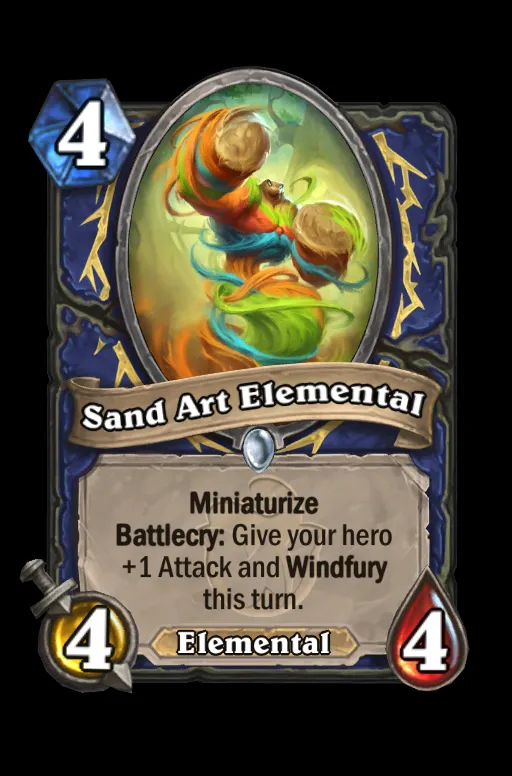 4
Sand Art Elemental
Miniaturize
Battlecry: Give your hero
+1 Attack and Windfury
this turn.
4
Elemental
4